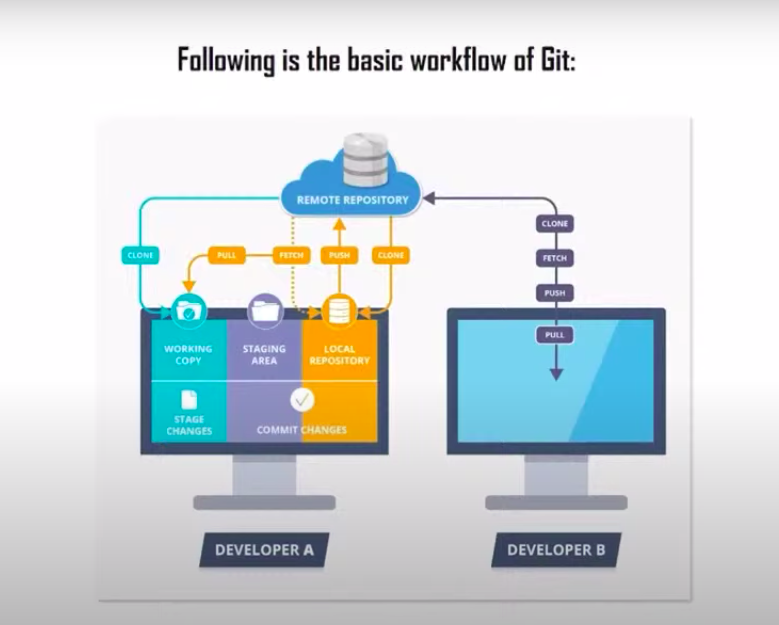 Following is the basic workflow of Git:
REMOTE REPOSITORY
CLONE
PULL
FETCH
PUSH
CLONE
CLONE
FETCH
PUSH
PULL
WORKING
COPY
STAGING
AREA
LOCAL
REPOSITORY
STAGE
CHANGES
COMMIT CHANGES
DEVELOPER A
DEVELOPER B